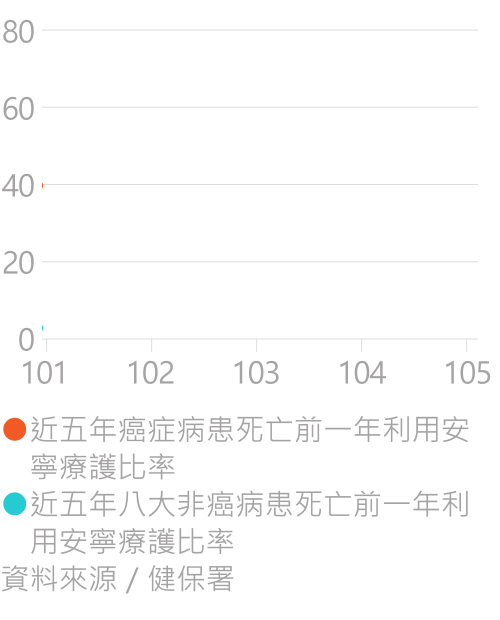 80
60
40
20
0
101 102 103 104 105
近五年癌症病患死亡前一年利用安
寧療護比率
近五年八大非癌病患死亡前一年利
用安寧療護比率
資料來源 / 健保署